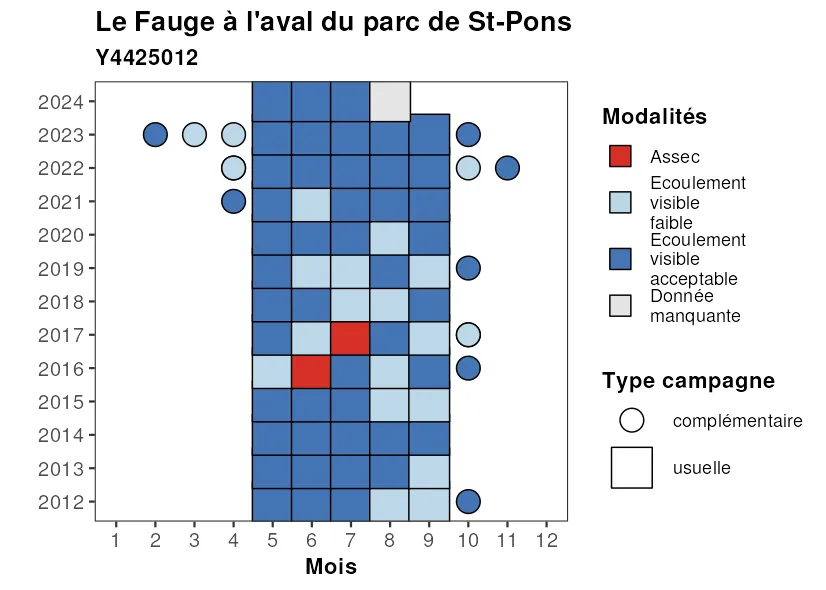 Le Fauge à l'aval du parc de St-Pons
Y4425012
2024
2023
2022
2021
2020
2019
2018
2017
2016
2015
2014
2013
2012
1 2 3 4 5 6 7 8 9 10 11 12
Mois
Modalités
Assec
Ecoulement
visible
faible
Ecoulement
visible
acceptable
Donnée
manquante
Type campagne
complémentaire
usuelle